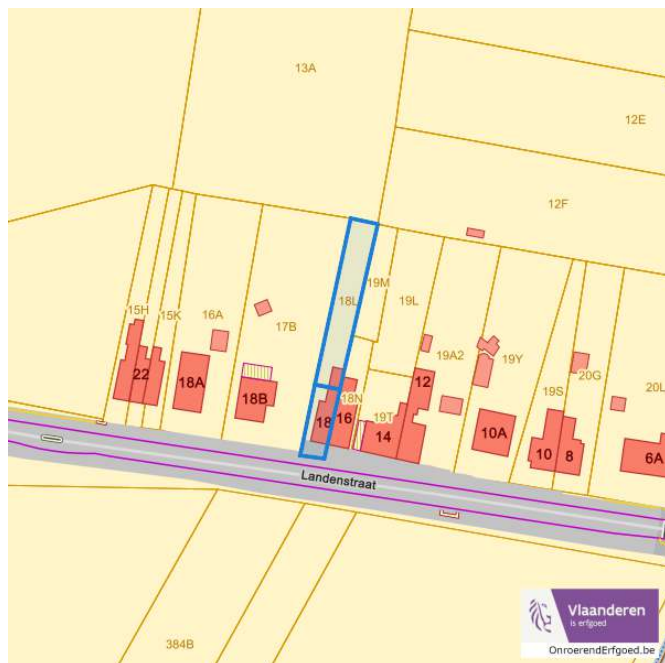 13A
12E
12F
15H
15K
16A
17B
18L
19M
19L
19A2
19Y
19S
20G
20L
22
18A
18B
18
16
18N
19T
14
12
10A
10
8
6A
Landenstraat
384B
Vlaanderen
is erfgoed
OnroerendErfgoed.be